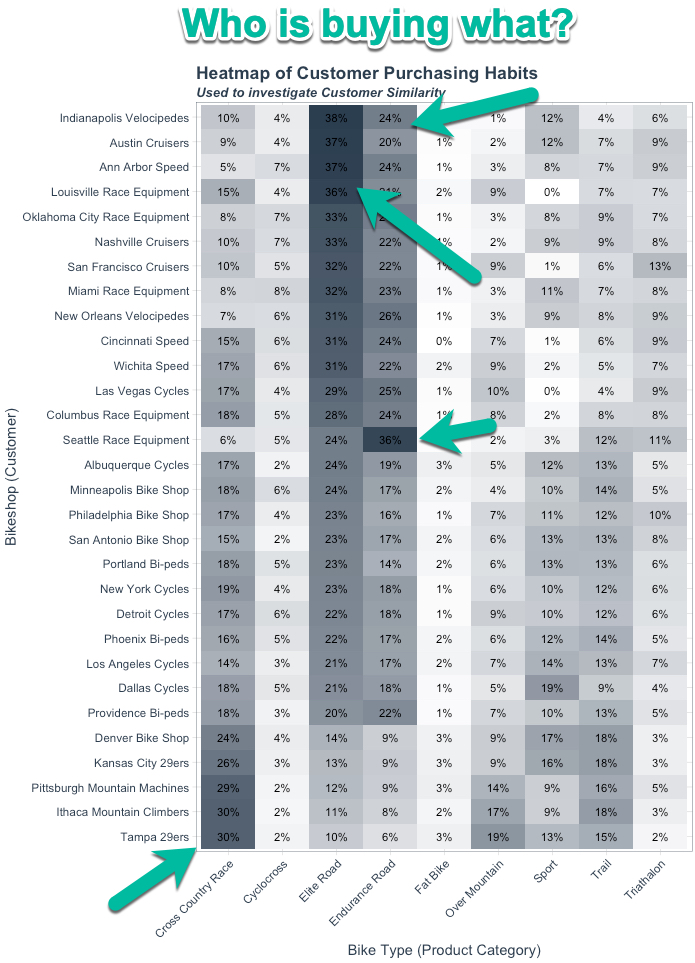 Who is buying what?
Heatmap of Customer Purchasing Habits
Used to investigate Customer Similarity
Indianapolis Velocipedes 10% 4% 38% 24% 1% 12% 4% 6%
Austin Cruisers 9% 4% 37% 20% 1% 2% 12% 7% 9%
Ann Arbor Speed 5% 7% 37% 24% 1% 3% 8% 7% 9%
Louisville Race Equipment 15% 4% 36% 21% 2% 9% 0% 7% 7%
Oklahoma City Race Equipment 8% 7% 33% 1% 3% 8% 9% 7%
Nashville Cruisers 10% 7% 33% 22% 1% 2% 9% 9% 8%
San Francisco Cruisers 10% 5% 32% 22% 1% 9% 1% 6% 13%
Miami Race Equipment 8% 8% 32% 23% 1% 3% 11% 7% 8%
New Orleans Velocipedes 7% 6% 31% 26% 1% 3% 9% 8% 9%
Cincinnati Speed 15% 6% 31% 24% 0% 7% 1% 6% 9%
Wichita Speed 17% 6% 31% 22% 2% 9% 2% 5% 7%
Las Vegas Cycles 17% 4% 29% 25% 1% 10% 0% 4% 9%
Columbus Race Equipment 18% 5% 28% 24% 1% 8% 2% 8% 8%
Seattle Race Equipment 6% 5% 24% 36% 2% 3% 12% 11%
Albuquerque Cycles 17% 2% 24% 19% 3% 5% 12% 13% 5%
Minneapolis Bike Shop 18% 6% 24% 17% 2% 4% 10% 14% 5%
Philadelphia Bike Shop 17% 4% 23% 16% 1% 7% 11% 12% 10%
San Antonio Bike Shop 15% 2% 23% 17% 2% 6% 13% 13% 8%
Portland Bi-peds 18% 5% 23% 14% 2% 6% 13% 13% 6%
New York Cycles 19% 4% 23% 18% 1% 6% 10% 12% 6%
Detroit Cycles 17% 6% 22% 18% 1% 9% 10% 12% 6%
Phoenix Bi-peds 16% 5% 22% 17% 2% 6% 12% 14% 5%
Los Angeles Cycles 14% 3% 21% 17% 2% 7% 14% 13% 7%
Dallas Cycles 18% 5% 21% 18% 1% 5% 19% 9% 4%
Providence Bi-peds 18% 3% 20% 22% 1% 7% 10% 13% 5%
Denver Bike Shop 24% 4% 14% 9% 3% 9% 17% 18% 3%
Kansas City 29ers 26% 3% 13% 9% 3% 9% 16% 18% 3%
Pittsburgh Mountain Machines 29% 2% 12% 9% 3% 14% 9% 16% 5%
Ithaca Mountain Climbers 30% 2% 11% 8% 2% 17% 9% 18% 3%
Tampa 29ers 30% 2% 10% 6% 3% 19% 13% 15% 2%
Bikeshop (Customer)
Cross Country Race
Cyclocross
Elite Road
Endurance Road
Fat Bike
Over Mountain
Sport
Trail
Triathalon
Bike Type (Product Category)